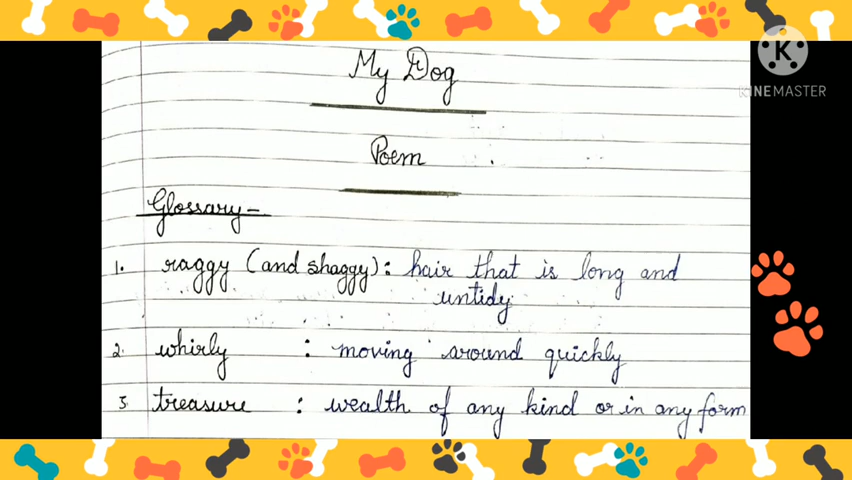 My Dog
Poem
Glossary -
1. raggy (and shaggy) : hair that is long and
untidy
2. whirly : moving around quickly
3. treasure : wealth of any kind or in any form
KINEMASTER